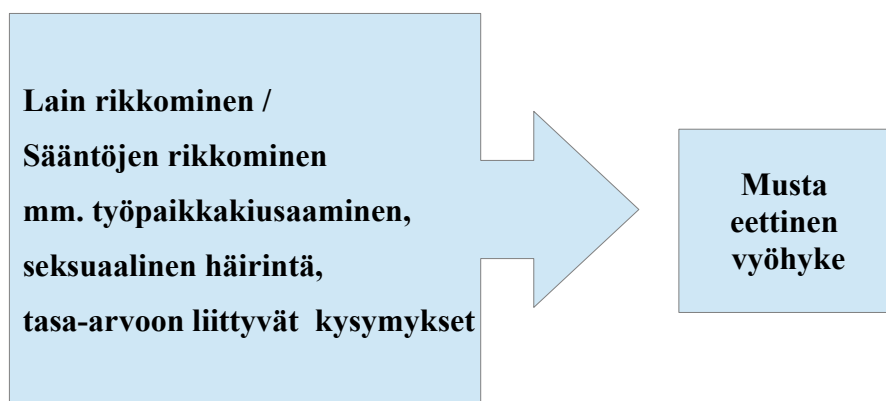 Lain rikkominen /
Sääntöjen rikkominen
mm. työpaikkakiusaaminen,
seksuaalinen häirintä,
tasa-arvoon liittyvät kysymykset
Musta
eettinen
vyöhyke